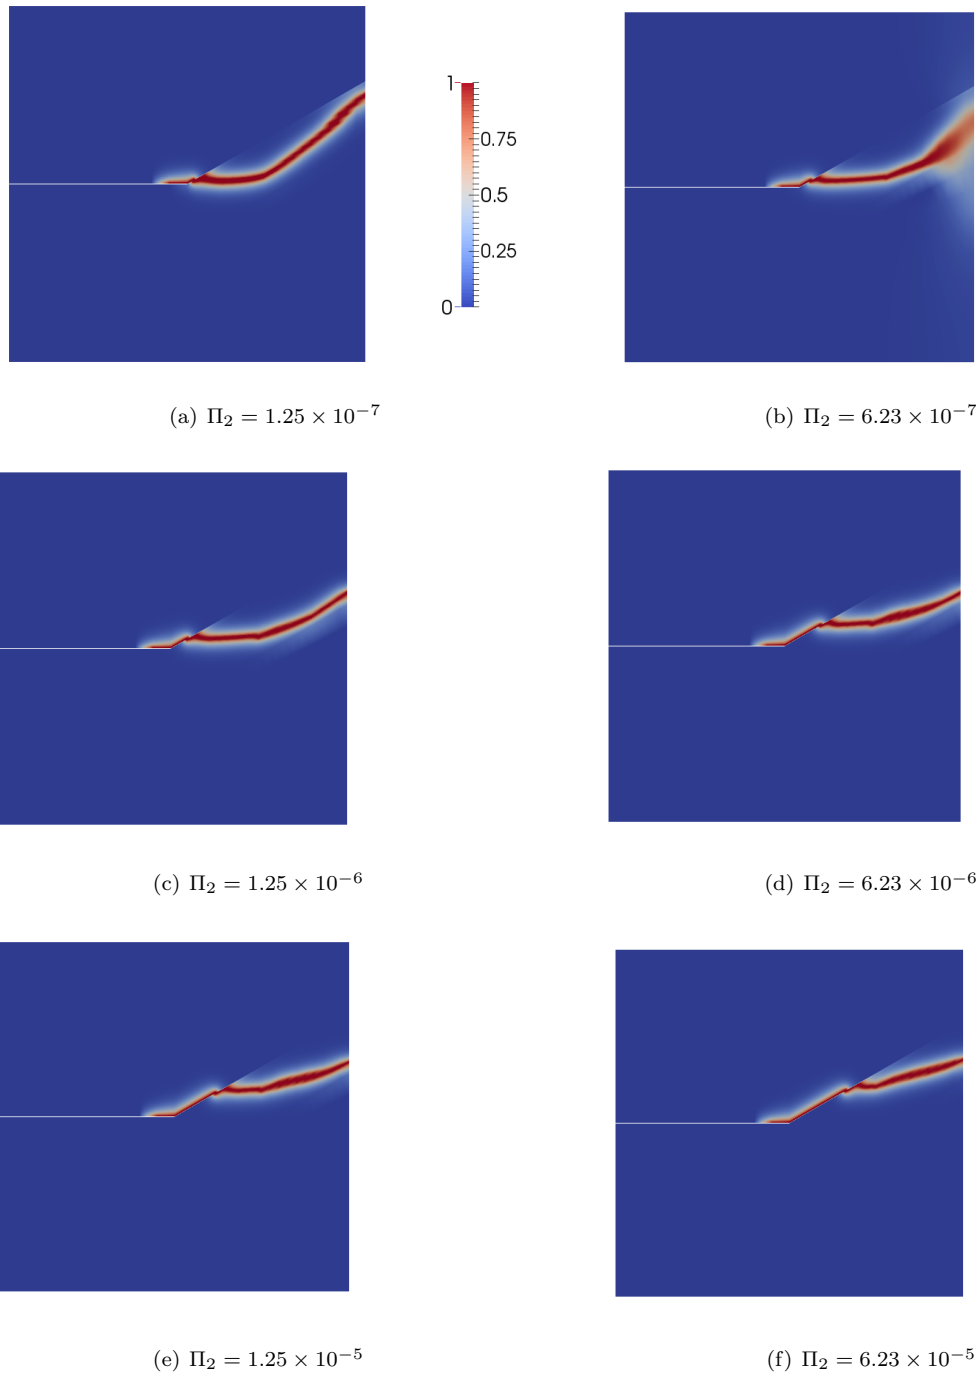 1
0.75
0.5
0.25
0
(a) Π₂ = 1.25 × 10⁻⁷
(b) Π₂ = 6.23 × 10⁻⁷
(c) Π₂ = 1.25 × 10⁻⁶
(d) Π₂ = 6.23 × 10⁻⁶
(e) Π₂ = 1.25 × 10⁻⁵
(f) Π₂ = 6.23 × 10⁻⁵